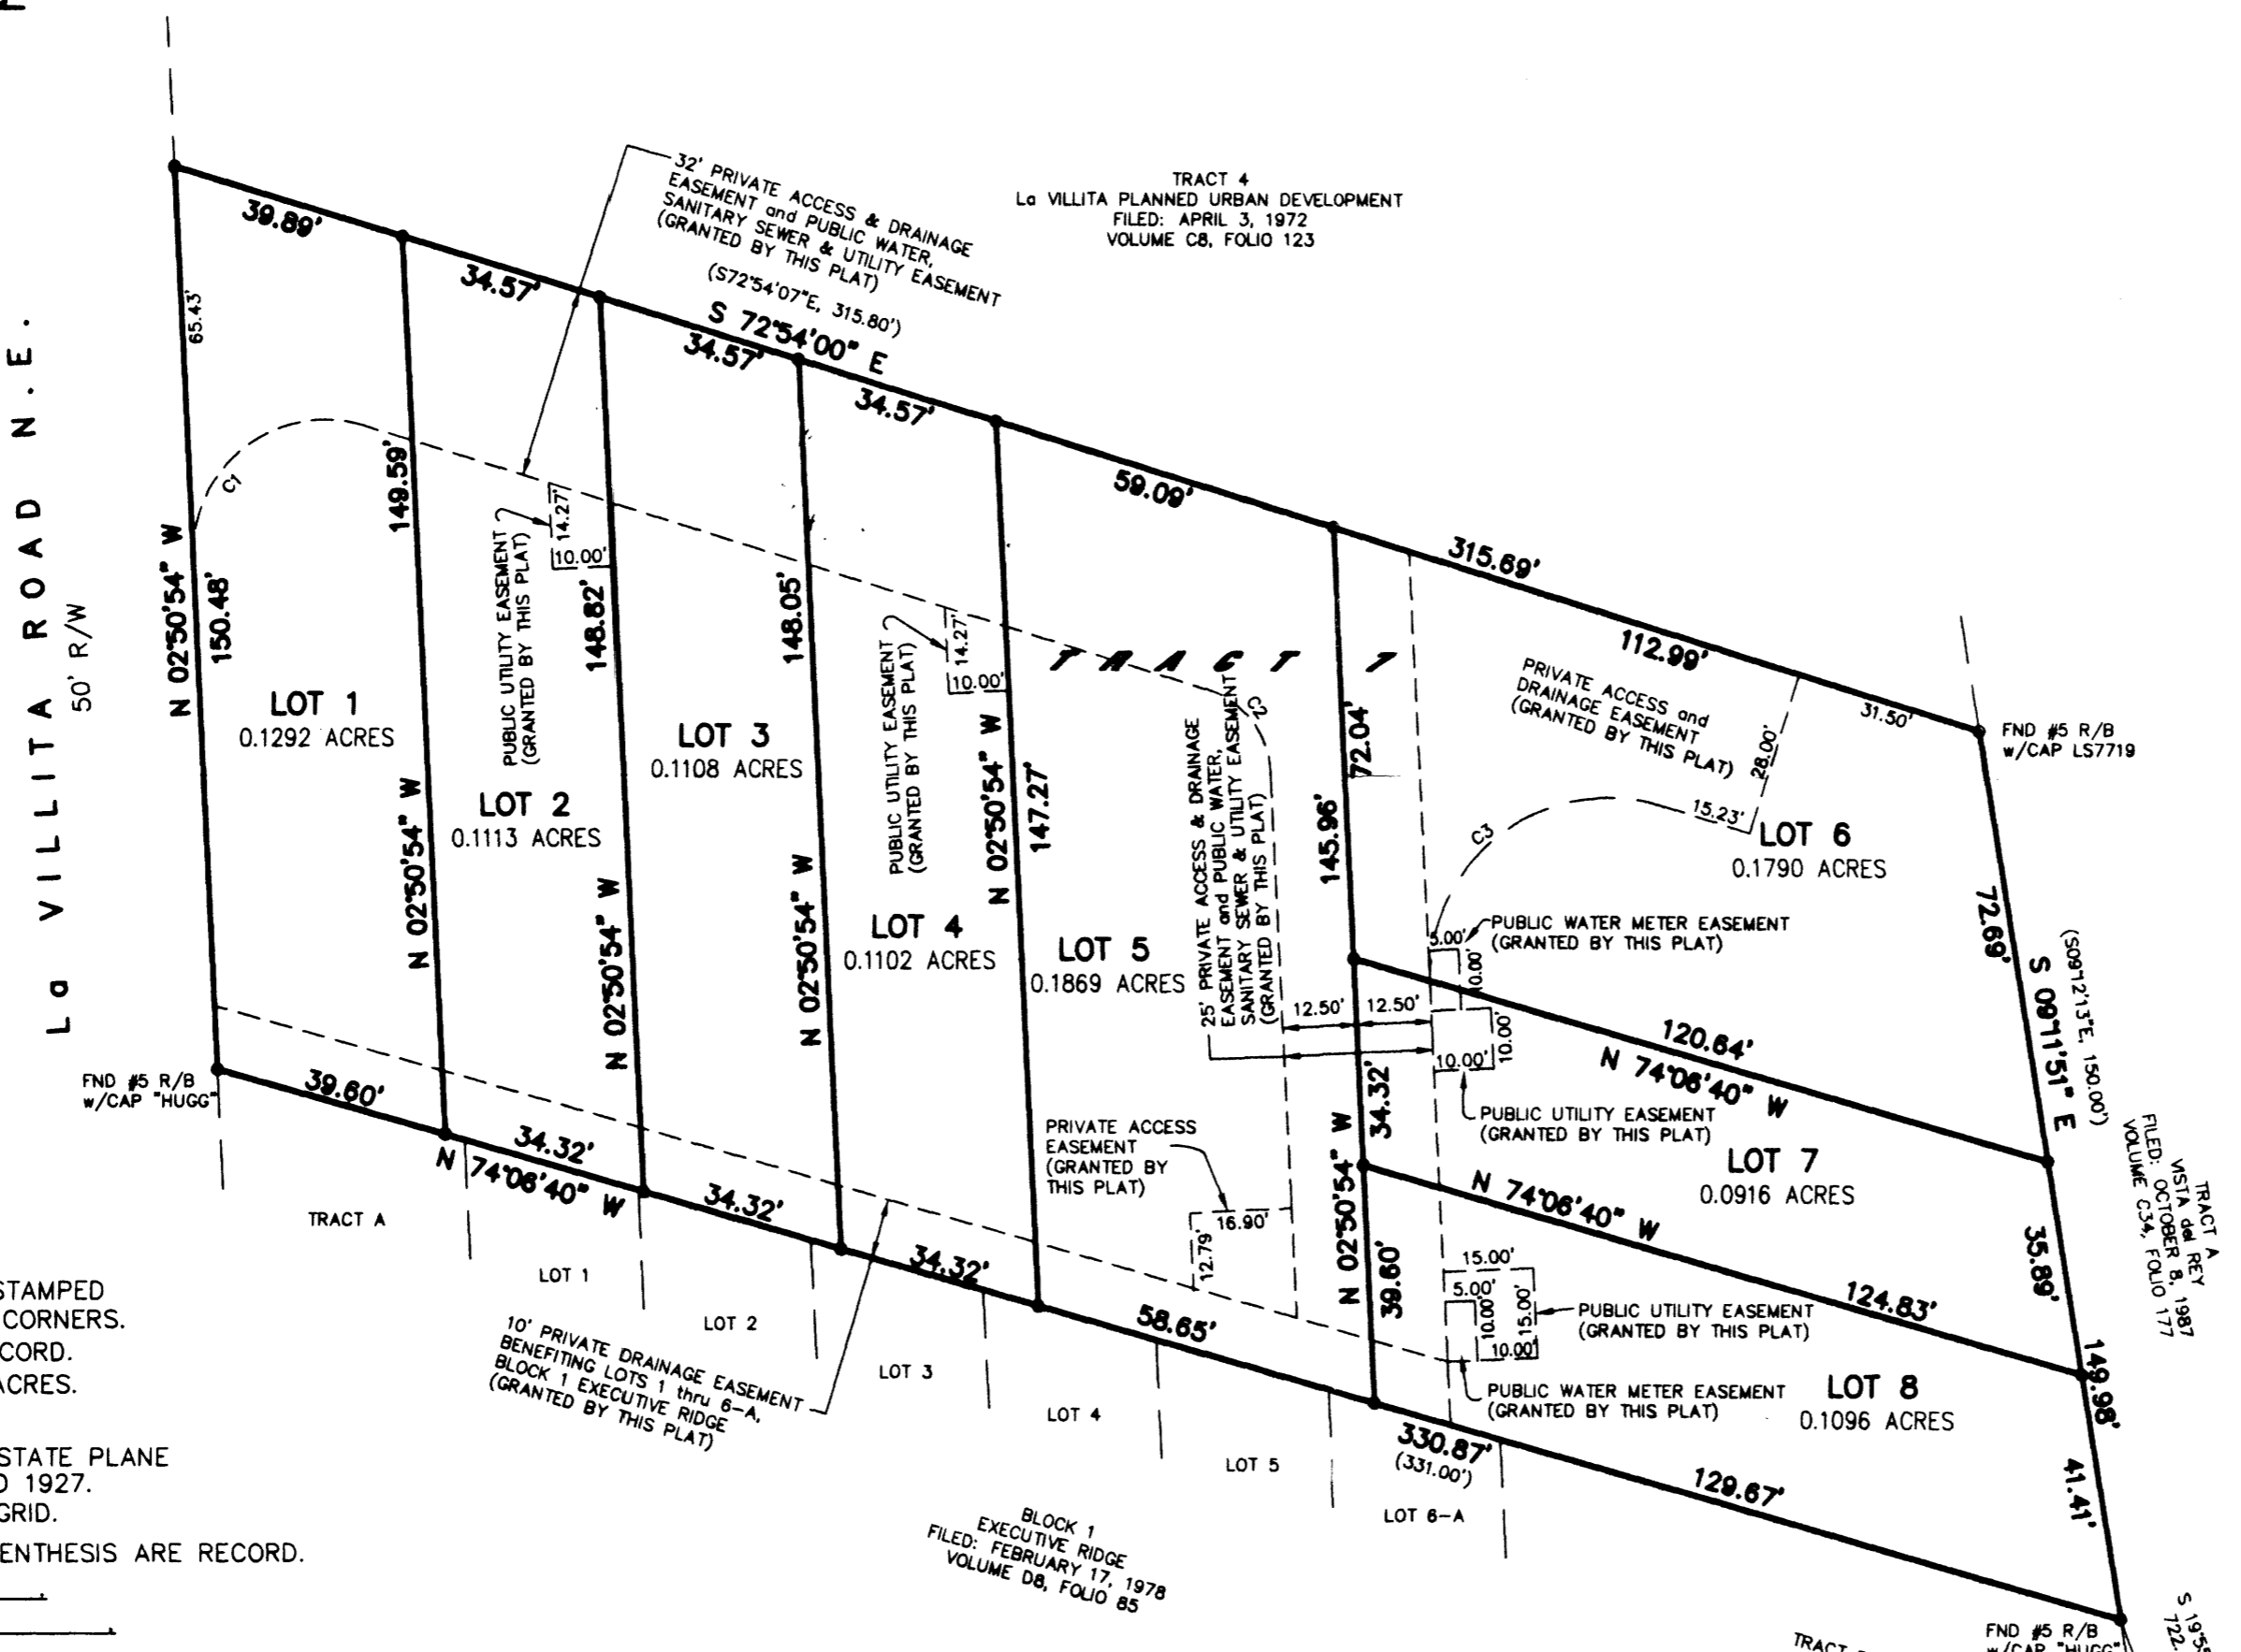 TRACT 4
La VILLITA PLANNED URBAN DEVELOPMENT
FILED: APRIL 3, 1972
VOLUME C8, FOLIO 123
32' PRIVATE ACCESS & DRAINAGE
EASEMENT and PUBLIC WATER,
SANITARY SEWER & UTILITY EASEMENT
(GRANTED BY THIS PLAT)
(S72°54'07"E, 315.80')
S 72°54'00" E
39.89'
34.57'
34.57'
34.57'
59.09'
315.69'
112.99'
31.50'
La VILLITA ROAD N.E.
50' R/W
65.43'
C1
N 02°50'54" W
150.48'
149.59'
N 02°50'54" W
148.82'
N 02°50'54" W
148.05'
N 02°50'54" W
147.27'
N 02°50'54" W
145.96'
72.04'
TRACT 7
LOT 1
0.1292 ACRES
LOT 2
0.1113 ACRES
LOT 3
0.1108 ACRES
LOT 4
0.1102 ACRES
LOT 5
0.1869 ACRES
LOT 6
0.1790 ACRES
LOT 7
0.0916 ACRES
LOT 8
0.1096 ACRES
PUBLIC UTILITY EASEMENT
(GRANTED BY THIS PLAT)
14.27'
10.00'
PUBLIC UTILITY EASEMENT
(GRANTED BY THIS PLAT)
14.27'
10.00'
25' PRIVATE ACCESS & DRAINAGE
EASEMENT and PUBLIC WATER,
SANITARY SEWER & UTILITY EASEMENT
(GRANTED BY THIS PLAT)
C2
PRIVATE ACCESS and
DRAINAGE EASEMENT
(GRANTED BY THIS PLAT)
28.00'
15.23'
C3
FND #5 R/B
w/CAP LS7719
PUBLIC WATER METER EASEMENT
(GRANTED BY THIS PLAT)
5.00'
10.00'
12.50'
12.50'
10.00'
10.00'
PUBLIC UTILITY EASEMENT
(GRANTED BY THIS PLAT)
72.69'
S 09°11'51" E
(S09°12'13"E, 150.00')
120.64'
N 74°06'40" W
34.32'
N 02°50'54" W
N 74°06'40" W
124.83'
35.89'
149.98'
39.60'
41.41'
TRACT A
VISTA del REY
FILED: OCTOBER 8, 1987
VOLUME C34, FOLIO 177
PRIVATE ACCESS
EASEMENT
(GRANTED BY
THIS PLAT)
16.90'
12.79'
15.00'
5.00'
10.00'
15.00'
10.00'
PUBLIC UTILITY EASEMENT
(GRANTED BY THIS PLAT)
PUBLIC WATER METER EASEMENT
(GRANTED BY THIS PLAT)
FND #5 R/B
w/CAP "HUGG"
39.60'
34.32'
N 74°06'40" W
34.32'
34.32'
58.65'
330.87'
(331.00')
129.67'
TRACT A
LOT 1
LOT 2
LOT 3
LOT 4
LOT 5
LOT 6-A
10' PRIVATE DRAINAGE EASEMENT
BENEFITING LOTS 1 thru 6-A,
BLOCK 1 EXECUTIVE RIDGE
(GRANTED BY THIS PLAT)
BLOCK 1
EXECUTIVE RIDGE
FILED: FEBRUARY 17, 1978
VOLUME D8, FOLIO 85
STAMPED
CORNERS.
CORD.
ACRES.
STATE PLANE
1927.
GRID.
ENTHESIS ARE RECORD.
FND #5 R/B
w/CAP "HUGG"
TRACT
S 19°5
722.